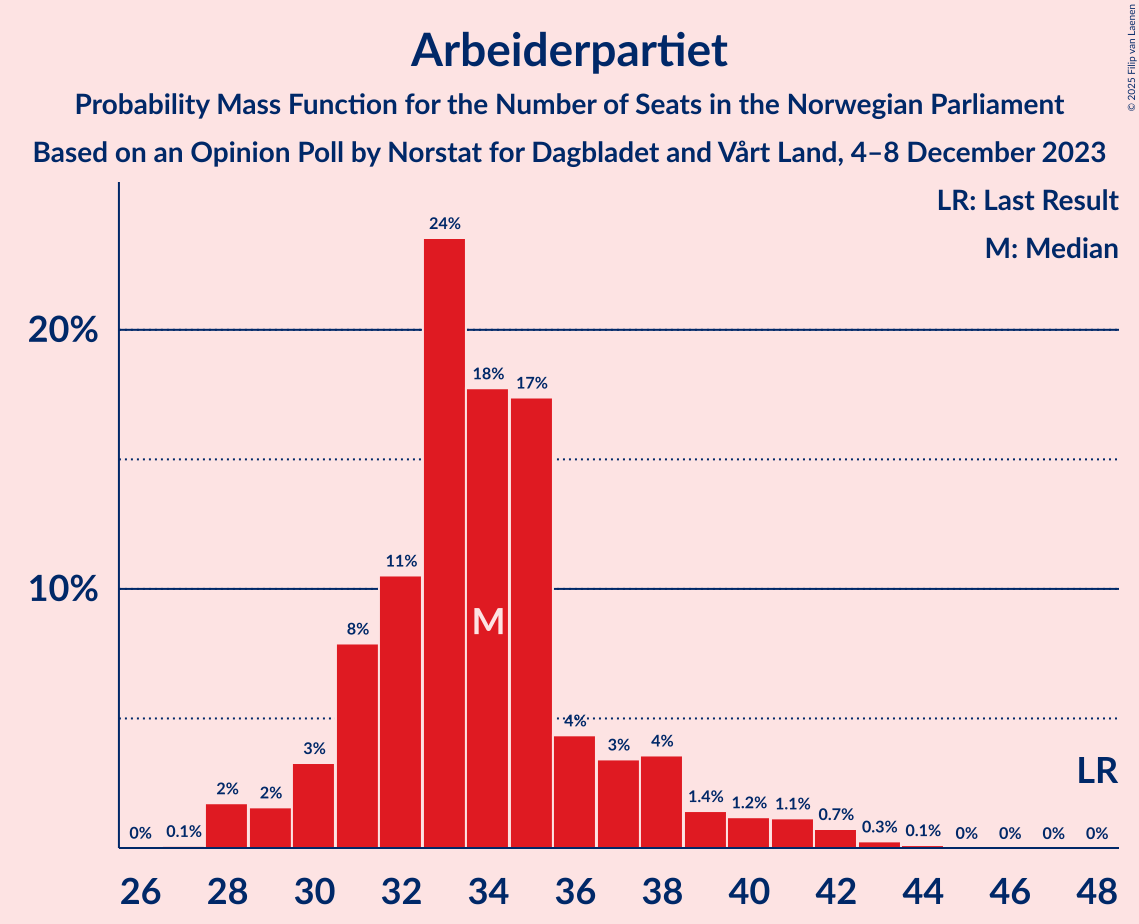 Arbeiderpartiet
Probability Mass Function for the Number of Seats in the Norwegian Parliament
Based on an Opinion Poll by Norstat for Dagbladet and Vårt Land, 4–8 December 2023
© 2025 Filip van Laenen
LR: Last Result
M: Median
20%
10%
0% 0.1% 2% 2% 3% 8% 11% 24% 18% 17% 4% 3% 4% 1.4% 1.2% 1.1% 0.7% 0.3% 0.1% 0% 0% 0% 0%
M
LR
26 28 30 32 34 36 38 40 42 44 46 48